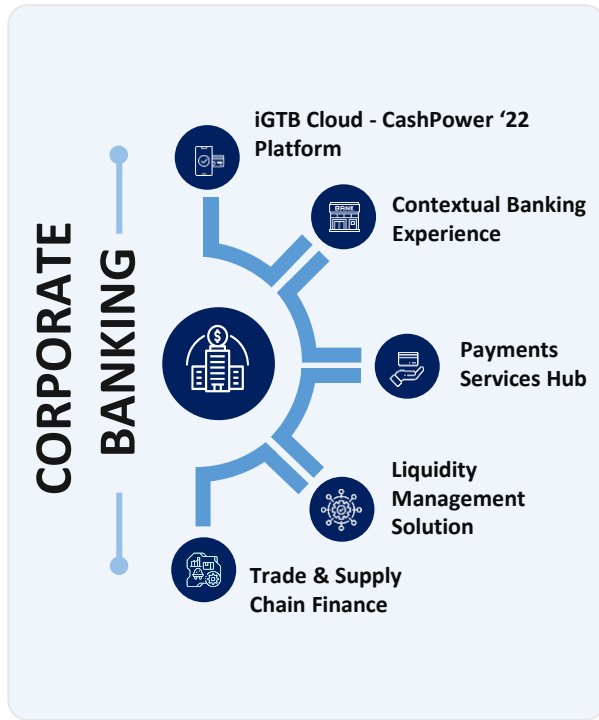 CORPORATE
BANKING
iGTB Cloud - CashPower ‘22
Platform
BANK
Contextual Banking
Experience
Payments
Services Hub
Liquidity
Management
Solution
Trade & Supply
Chain Finance